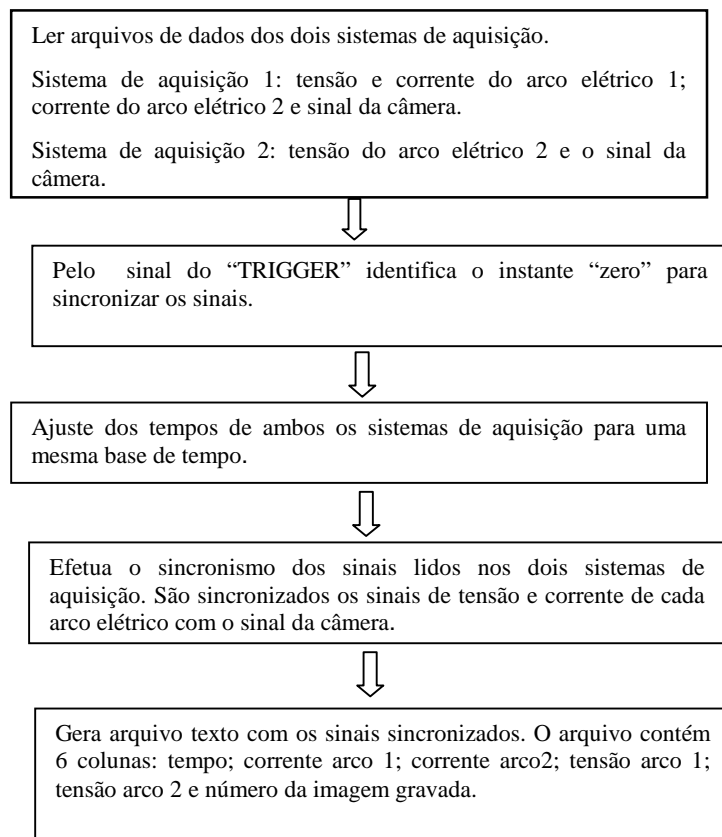 Ler arquivos de dados dos dois sistemas de aquisição.
Sistema de aquisição 1: tensão e corrente do arco elétrico 1;
corrente do arco elétrico 2 e sinal da câmera.
Sistema de aquisição 2: tensão do arco elétrico 2 e o sinal da
câmera.
Pelo sinal do “TRIGGER” identifica o instante “zero” para
sincronizar os sinais.
Ajuste dos tempos de ambos os sistemas de aquisição para uma
mesma base de tempo.
Efetua o sincronismo dos sinais lidos nos dois sistemas de
aquisição. São sincronizados os sinais de tensão e corrente de cada
arco elétrico com o sinal da câmera.
Gera arquivo texto com os sinais sincronizados. O arquivo contém
6 colunas: tempo; corrente arco 1; corrente arco2; tensão arco 1;
tensão arco 2 e número da imagem gravada.